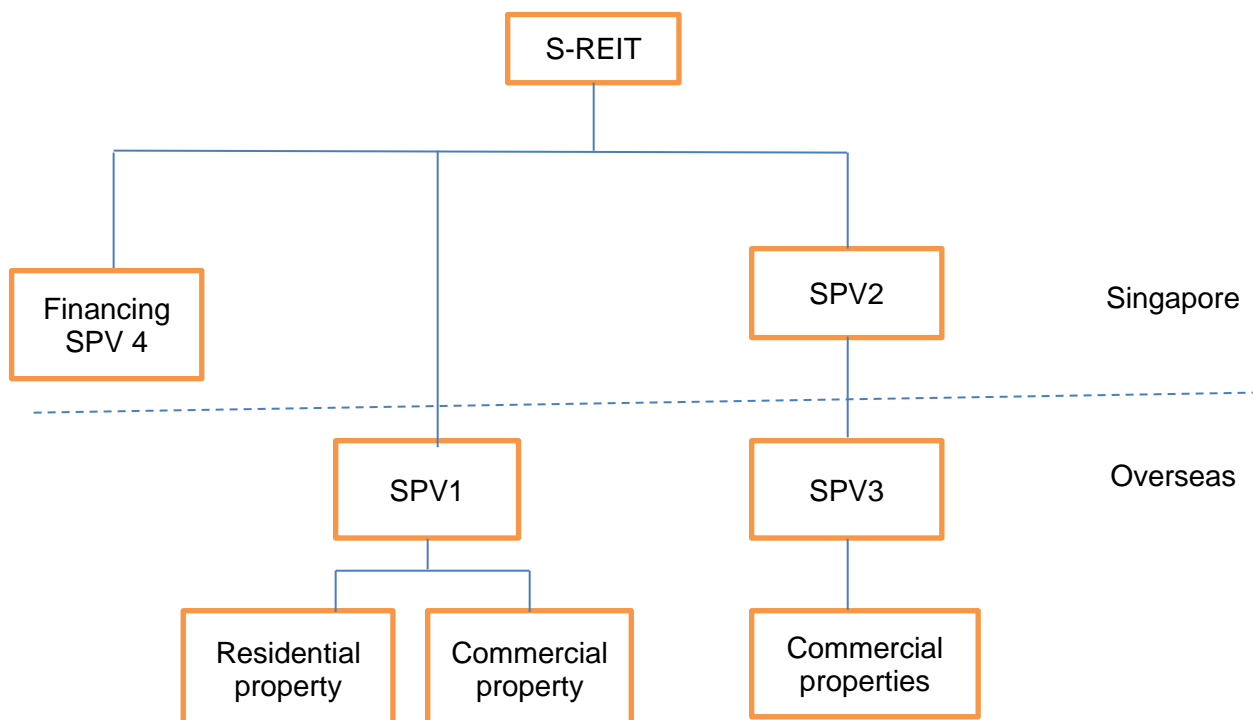 S-REIT
Financing
SPV 4
SPV2
Singapore
SPV1
SPV3
Overseas
Residential
property
Commercial
property
Commercial
properties